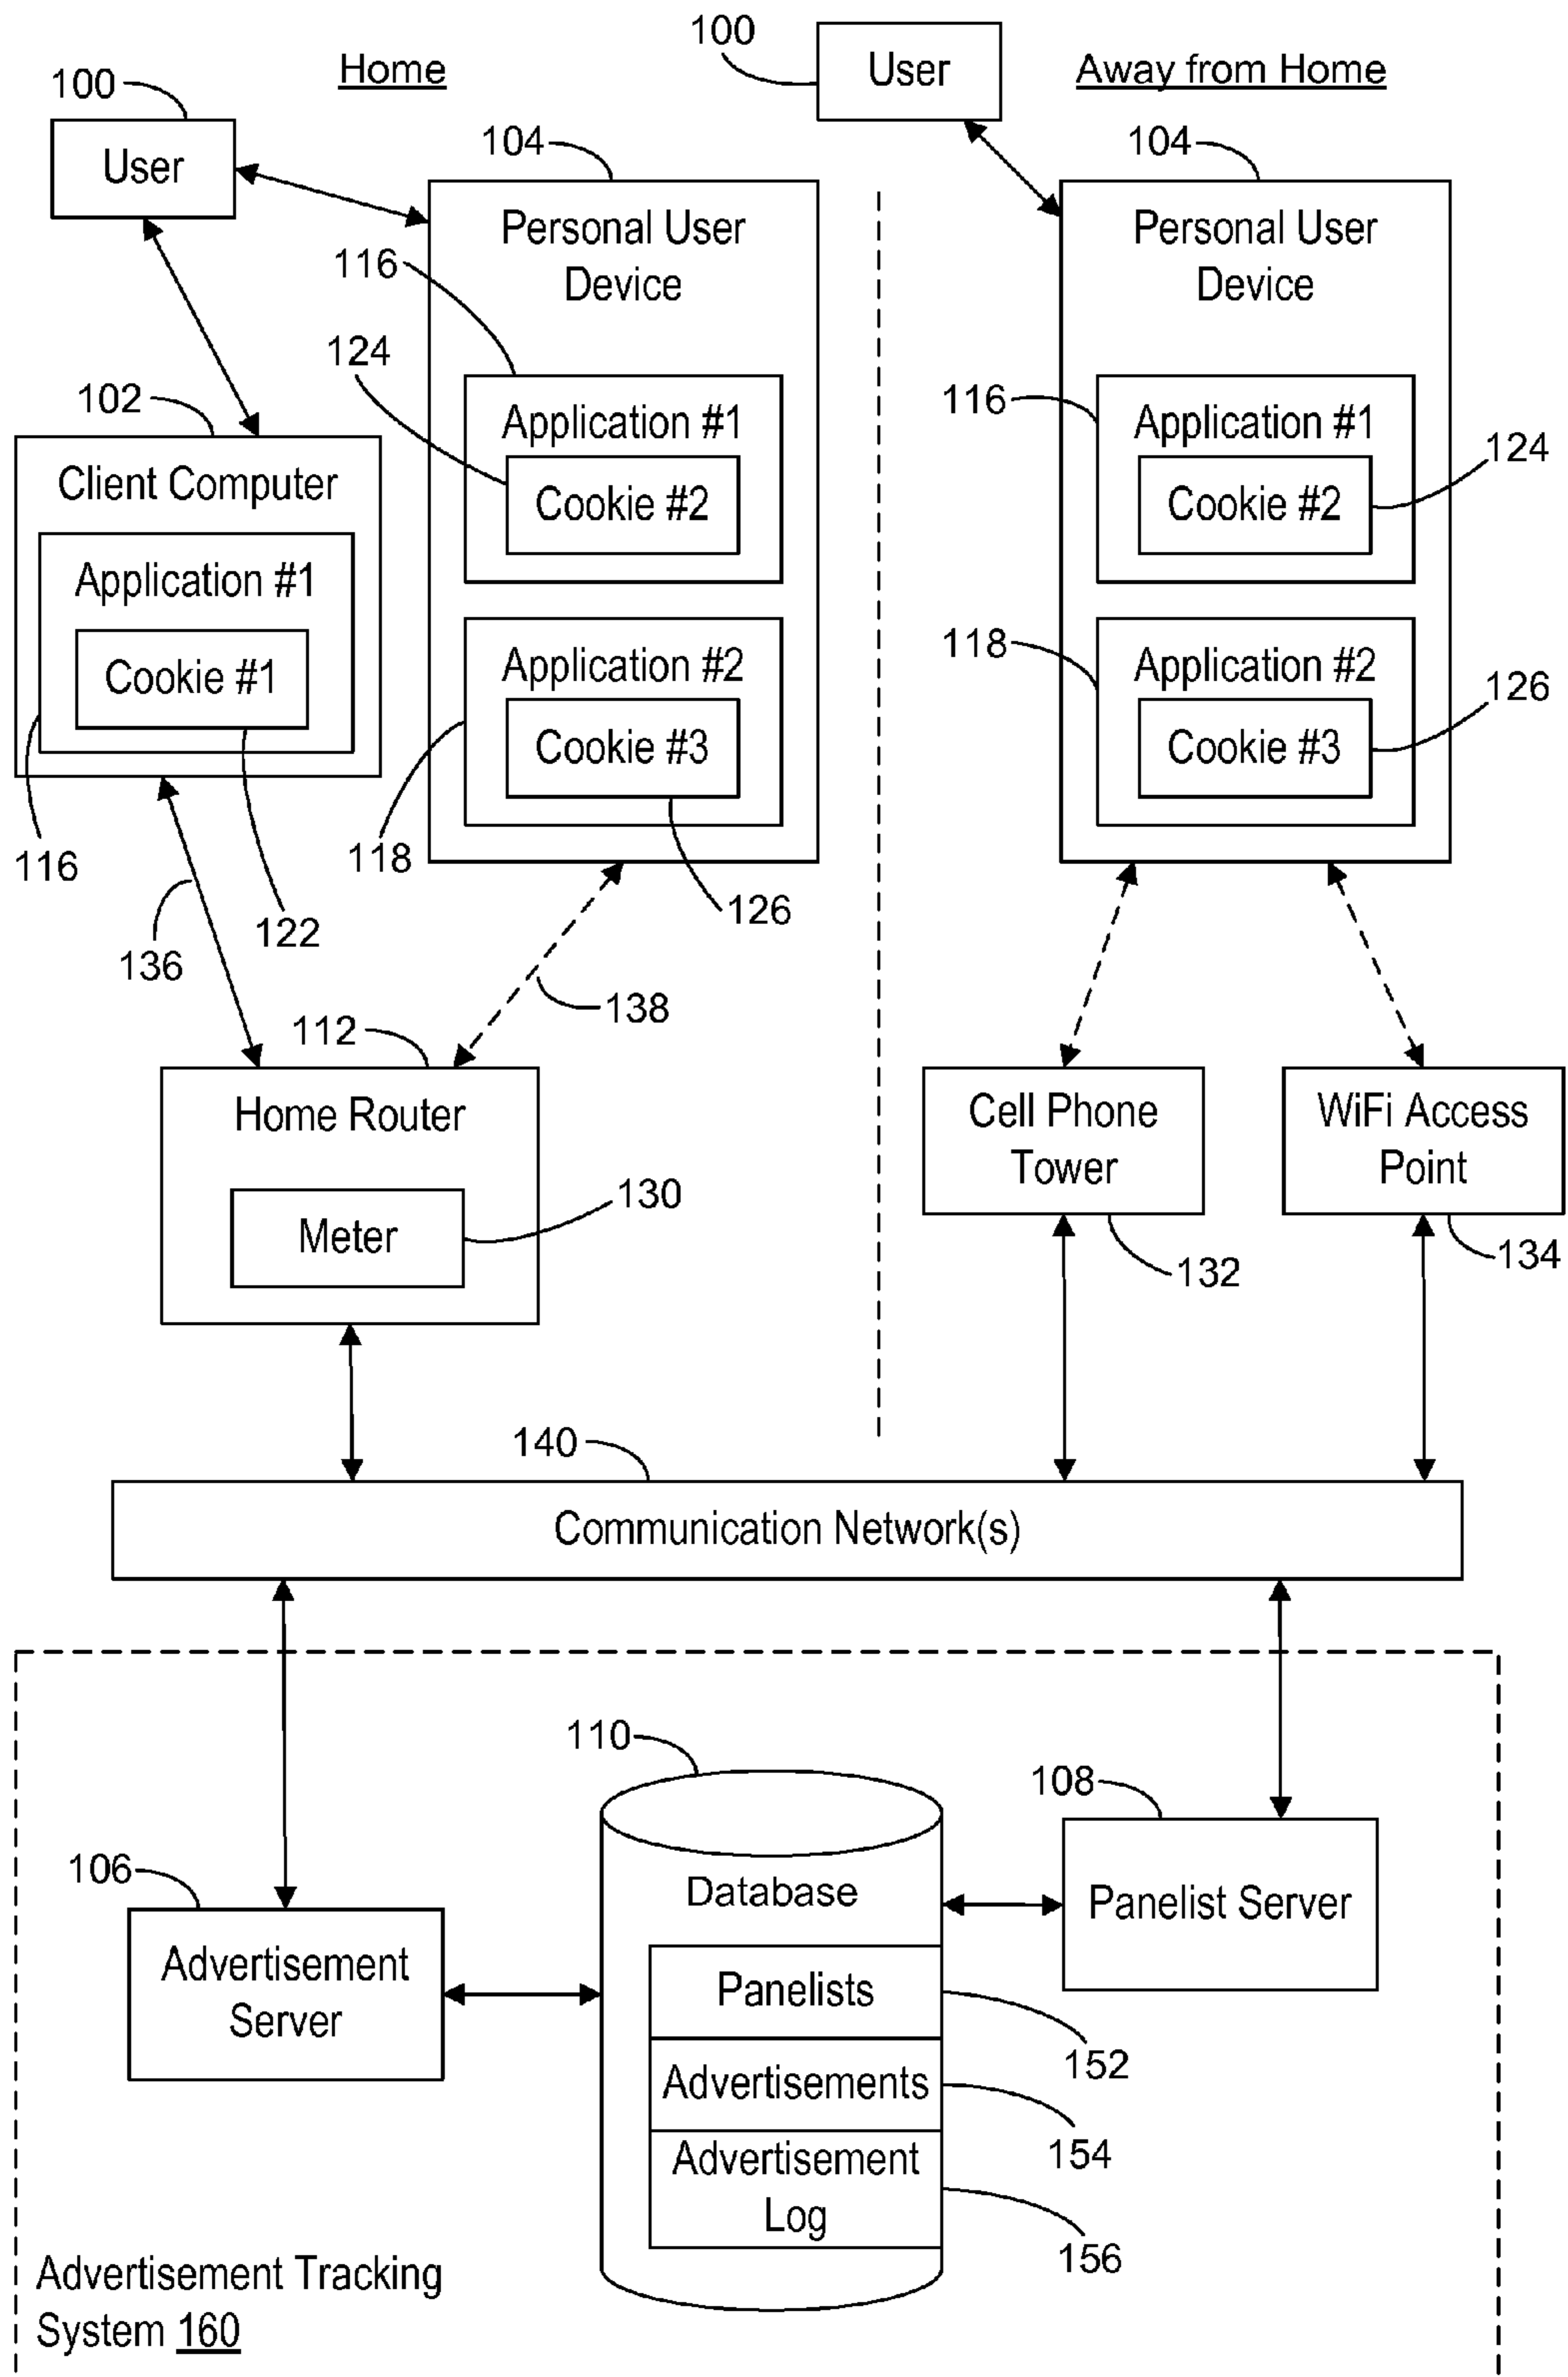 100
User
Home
Away from Home
100
User
104
Personal User
Device
116
124
Application #1
Cookie #2
Application #2
Cookie #3
118
126
102
Client Computer
Application #1
Cookie #1
116
122
136
138
104
Personal User
Device
116
Application #1
Cookie #2
124
118
Application #2
Cookie #3
126
112
Home Router
Meter
130
Cell Phone
Tower
132
WiFi Access
Point
134
140
Communication Network(s)
110
108
106
Database
Panelist Server
Advertisement
Server
Panelists
152
Advertisements
154
Advertisement
Log
156
Advertisement Tracking
System 160